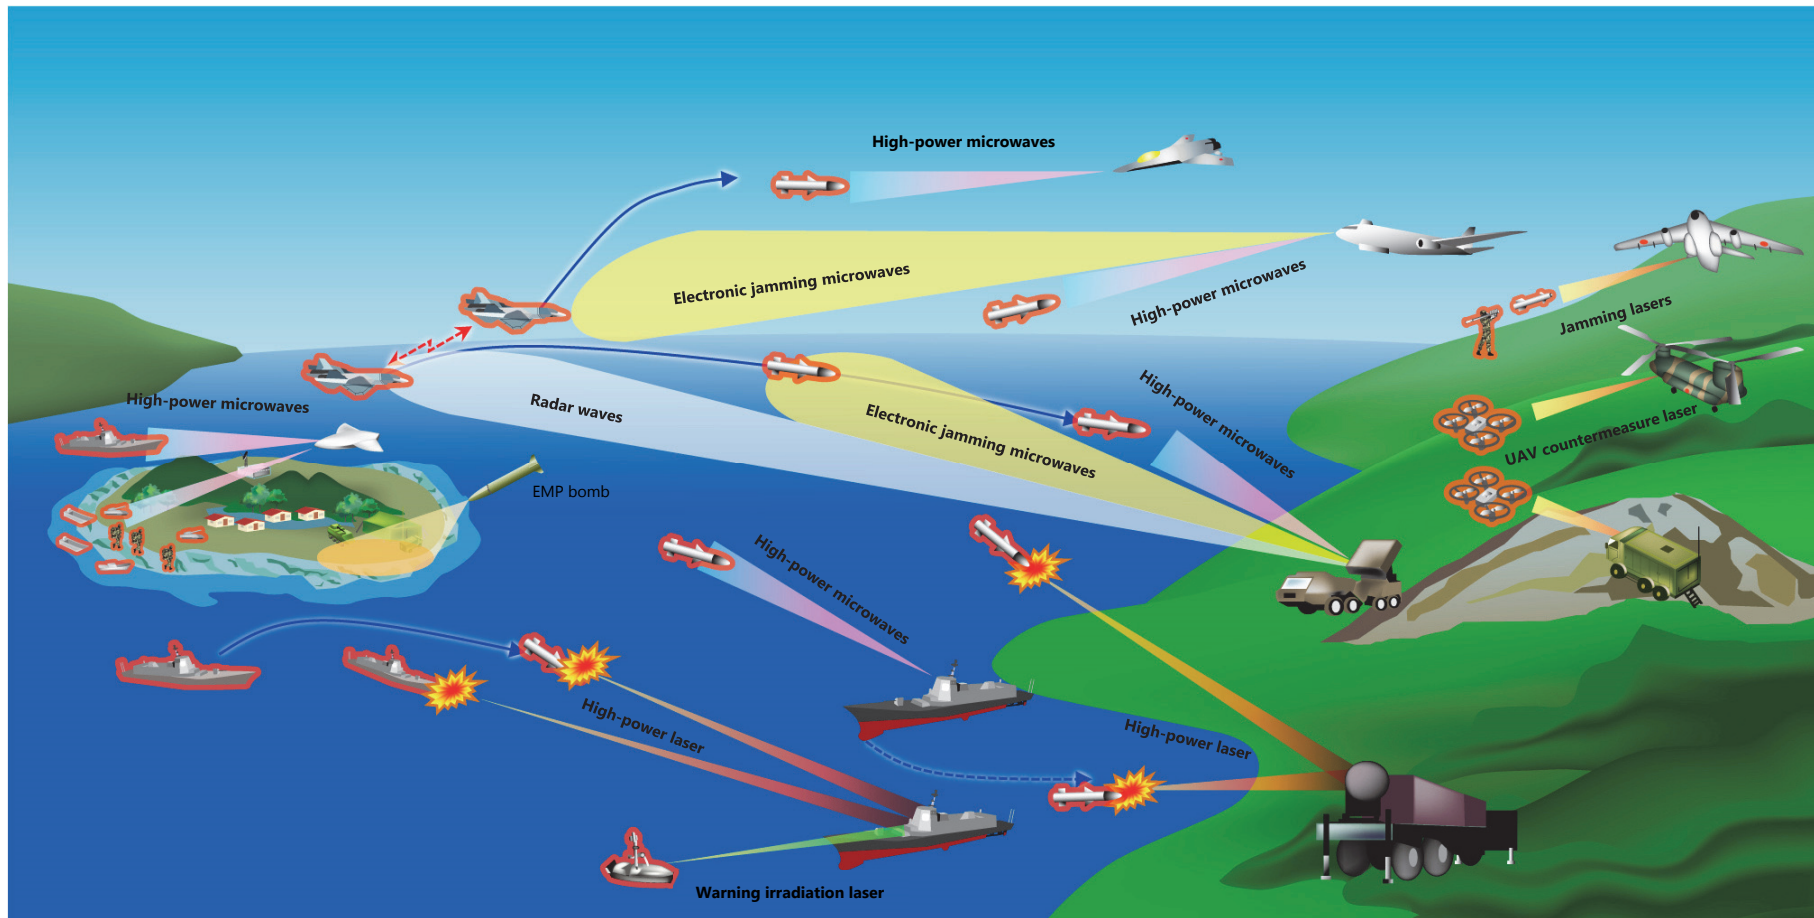 High-power microwaves
Electronic jamming microwaves
High-power microwaves
Jamming lasers
High-power microwaves
Radar waves
Electronic jamming microwaves
High-power microwaves
UAV countermeasure laser
EMP bomb
High-power microwaves
High-power laser
High-power laser
Warning irradiation laser